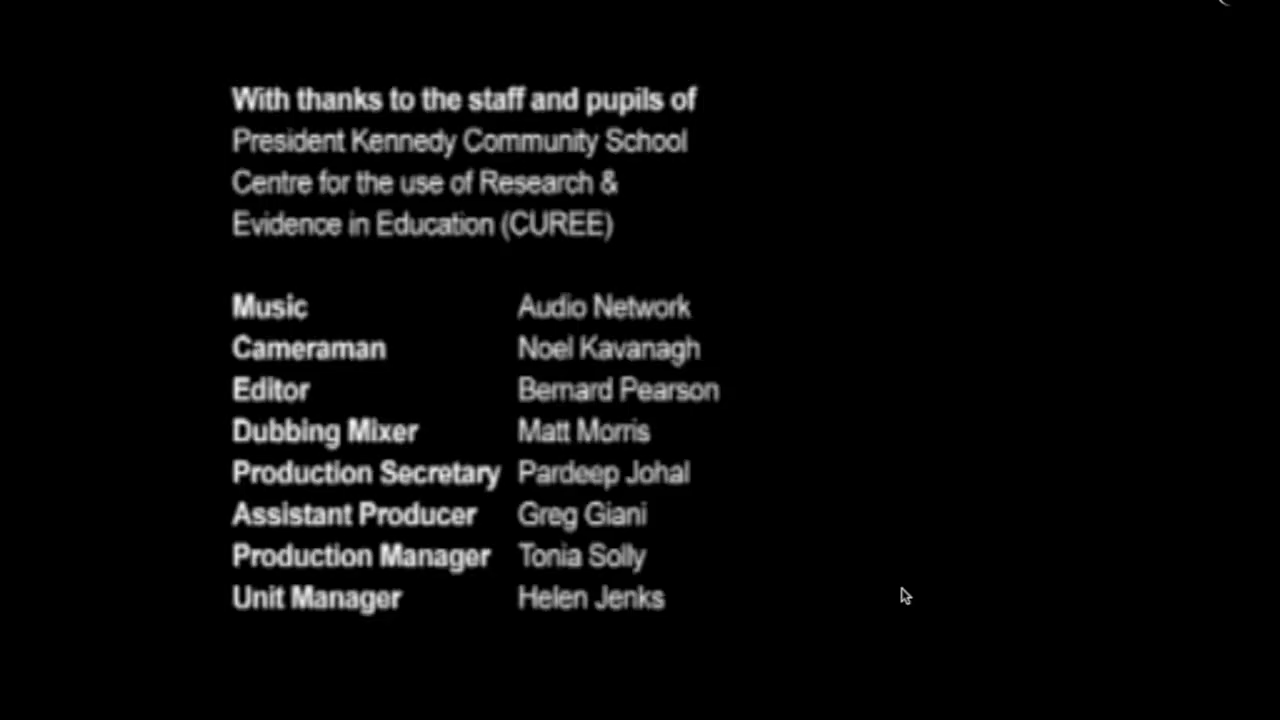 With thanks to the staff and pupils of
President Kennedy Community School
Centre for the use of Research &
Evidence in Education (CUREE)
Music Audio Network
Cameraman Noel Kavanagh
Editor Bernard Pearson
Dubbing Mixer Matt Morris
Production Secretary Pardeep Johal
Assistant Producer Greg Giani
Production Manager Tonia Solly
Unit Manager Helen Jenks